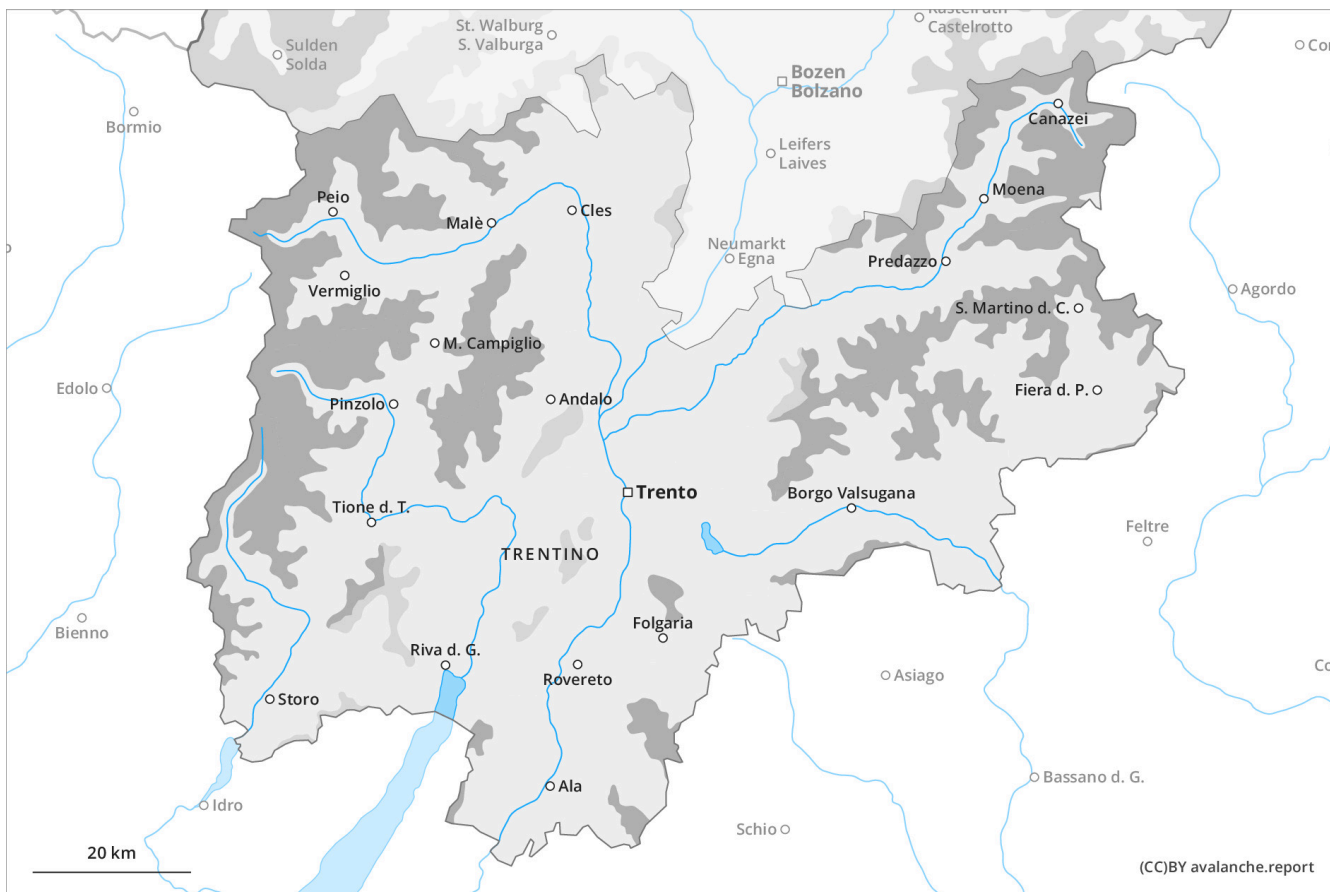 Kastelruth
Castelrotto
St. Walburg
S. Valburga
Sulden
Solda
Bozen
Bolzano
Bormio
Canazei
Leifers
Laives
Moena
Peio
Malè
Cles
Neumarkt
Egna
Predazzo
Vermiglio
Agordo
S. Martino d. C.
M. Campiglio
Edolo
Pinzolo
Andalo
Fiera d. P.
Trento
Borgo Valsugana
Tione d. T.
Feltre
TRENTINO
Bienno
Folgaria
Riva d. G.
Rovereto
Asiago
Storo
Ala
Bassano d. G.
Idro
Schio
20 km
(CC)BY avalanche.report